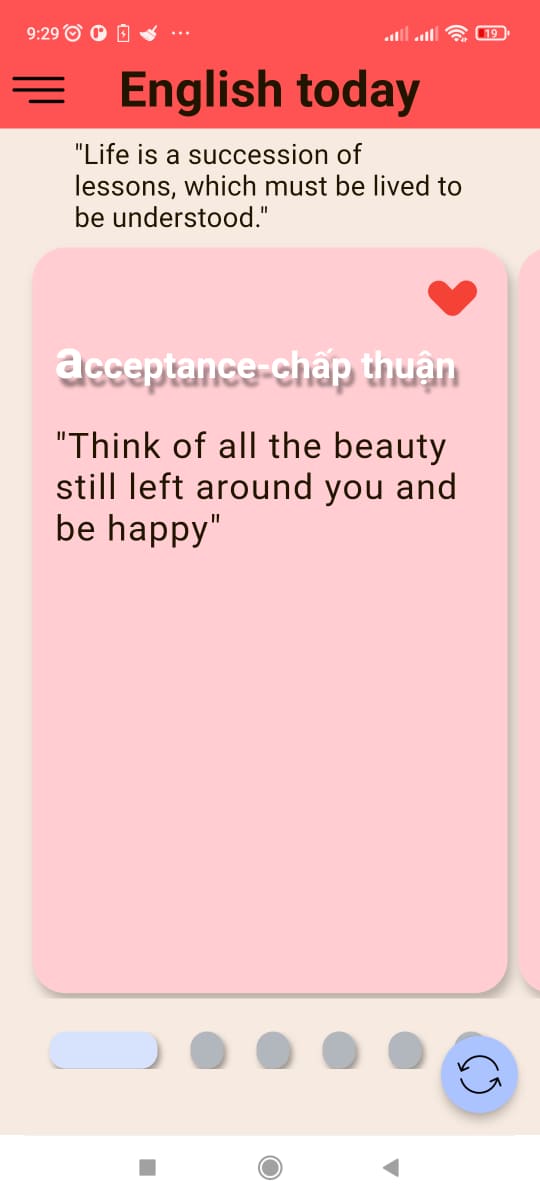 9:29
19
English today
"Life is a succession of
lessons, which must be lived to
be understood."
acceptance-chấp thuận
"Think of all the beauty
still left around you and
be happy"